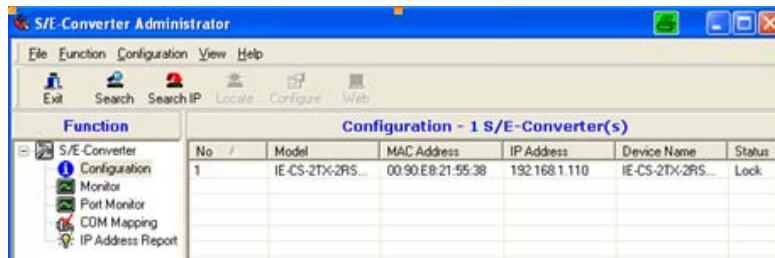 S/E-Converter Administrator
File Function Configuration View Help
Exit Search Search IP Locate Configure Web
Function
Configuration - 1 S/E-Converter(s)
S/E-Converter
Configuration
Monitor
Port Monitor
COM Mapping
IP Address Report
No / Model MAC Address IP Address Device Name Status
1 IE-CS-2TX-2RS... 00:90:E8:21:55:38 192.168.1.110 IE-CS-2TX-2RS... Lock